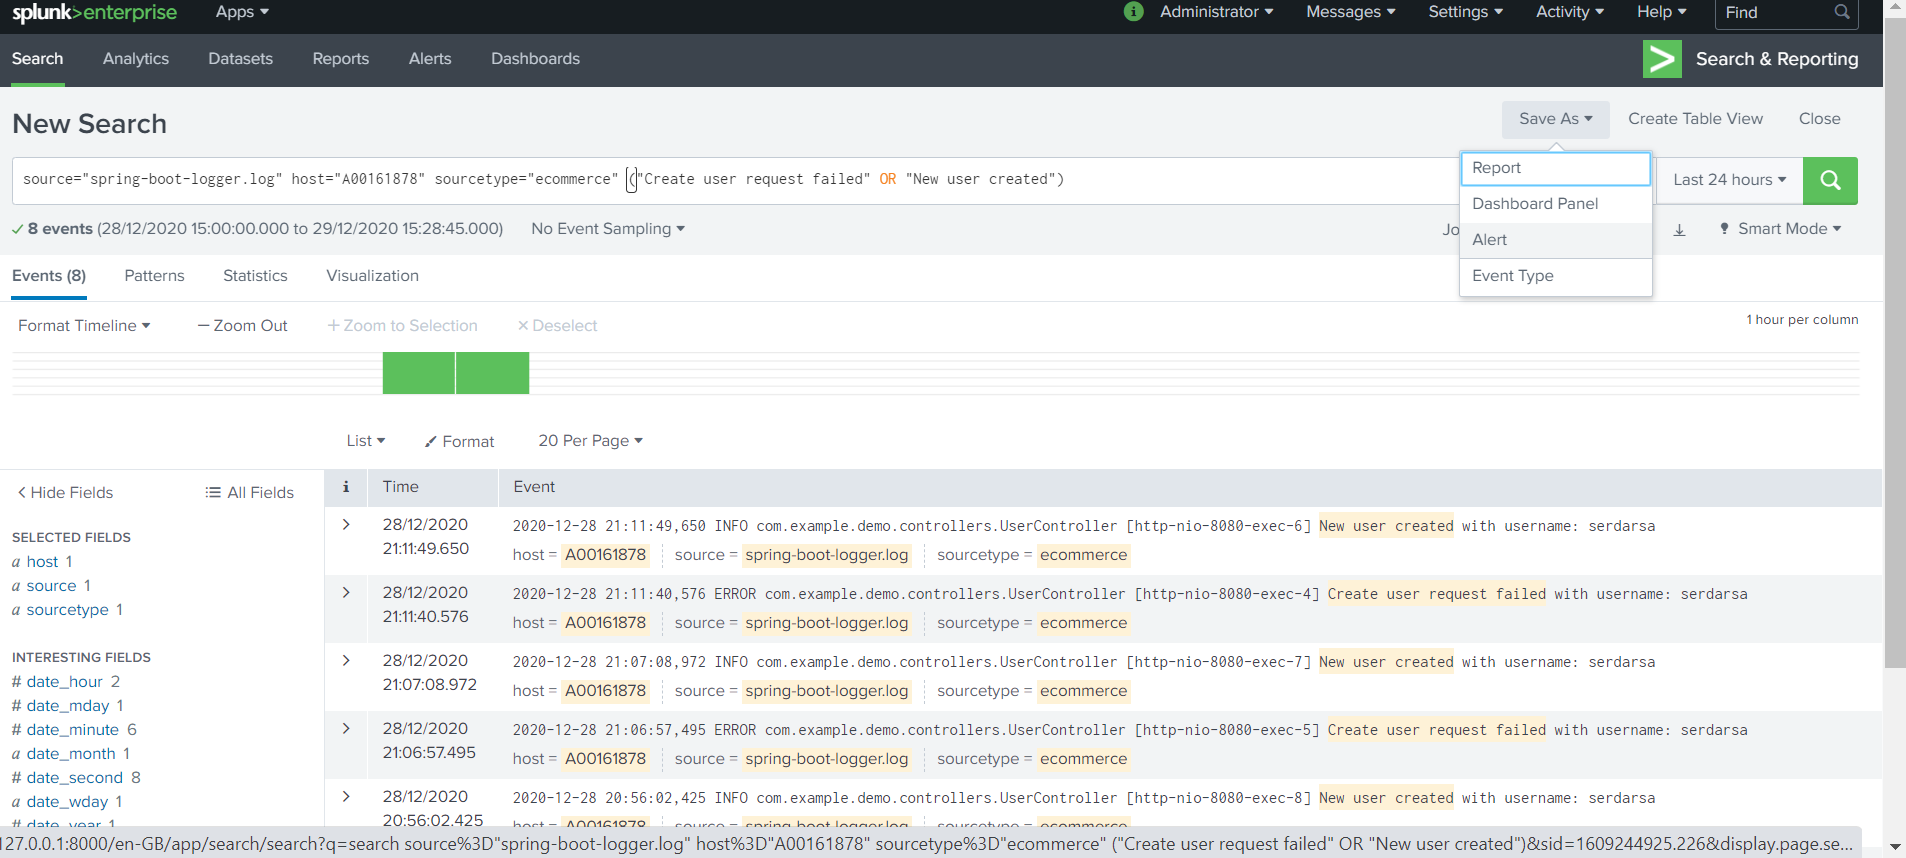 splunk>enterprise Apps i Administrator Messages Settings Activity Help Find
Search Analytics Datasets Reports Alerts Dashboards > Search & Reporting
New Search Save As Create Table View Close
source="spring-boot-logger.log" host="A00161878" sourcetype="ecommerce" ("Create user request failed" OR "New user created") Last 24 hours
Report
Dashboard Panel
Alert
Event Type
✓ 8 events (28/12/2020 15:00:00.000 to 29/12/2020 15:28:45.000) No Event Sampling Jo Smart Mode
Events (8) Patterns Statistics Visualization
Format Timeline — Zoom Out + Zoom to Selection × Deselect 1 hour per column
List Format 20 Per Page
< Hide Fields All Fields i Time Event
SELECTED FIELDS
a host 1
a source 1
a sourcetype 1
INTERESTING FIELDS
# date_hour 2
# date_mday 1
# date_minute 6
a date_month 1
# date_second 8
a date_wday 1
# date_year 1
> 28/12/2020 2020-12-28 21:11:49,650 INFO com.example.demo.controllers.UserController [http-nio-8080-exec-6] New user created with username: serdarsa
21:11:49.650 host = A00161878 source = spring-boot-logger.log sourcetype = ecommerce
> 28/12/2020 2020-12-28 21:11:40,576 ERROR com.example.demo.controllers.UserController [http-nio-8080-exec-4] Create user request failed with username: serdarsa
21:11:40.576 host = A00161878 source = spring-boot-logger.log sourcetype = ecommerce
> 28/12/2020 2020-12-28 21:07:08,972 INFO com.example.demo.controllers.UserController [http-nio-8080-exec-7] New user created with username: serdarsa
21:07:08.972 host = A00161878 source = spring-boot-logger.log sourcetype = ecommerce
> 28/12/2020 2020-12-28 21:06:57,495 ERROR com.example.demo.controllers.UserController [http-nio-8080-exec-5] Create user request failed with username: serdarsa
21:06:57.495 host = A00161878 source = spring-boot-logger.log sourcetype = ecommerce
> 28/12/2020 2020-12-28 20:56:02,425 INFO com.example.demo.controllers.UserController [http-nio-8080-exec-8] New user created with username: serdarsa
20:56:02.425 host = A00161878 source = spring-boot-logger.log sourcetype = ecommerce
127.0.0.1:8000/en-GB/app/search/search?q=search source%3D"spring-boot-logger.log" host%3D"A00161878" sourcetype%3D"ecommerce" ("Create user request failed" OR "New user created")&sid=1609244925.226&display.page.se...